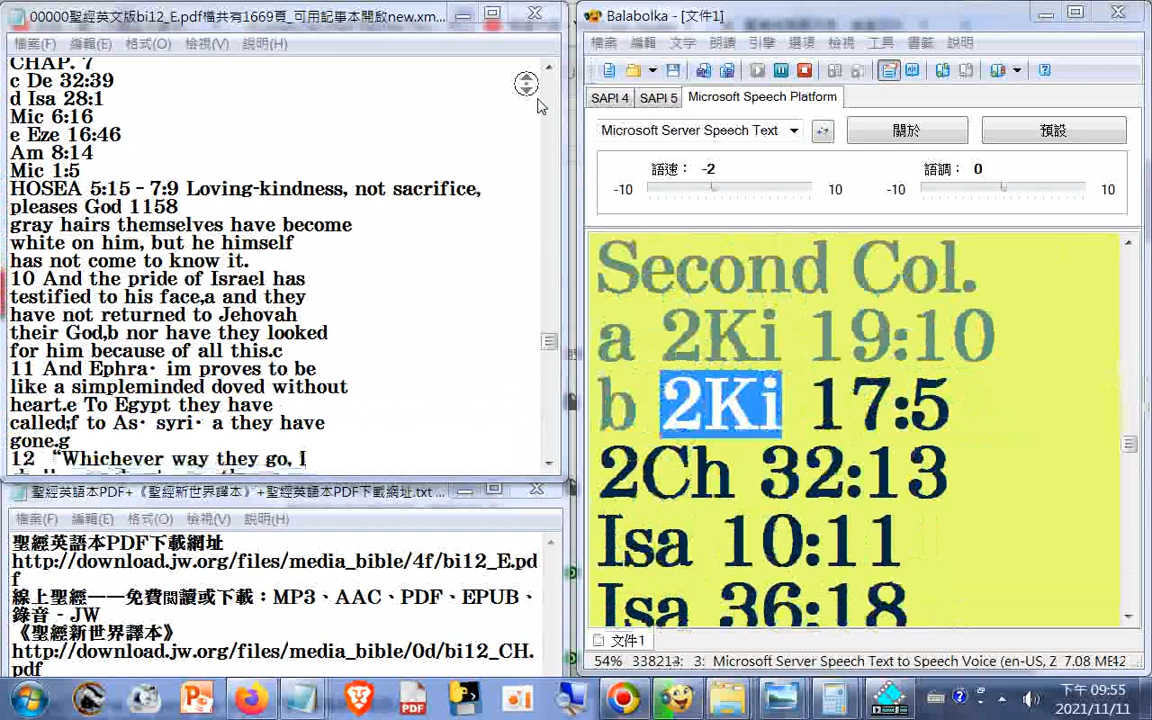 00000聖經英文版bi12_E.pdf檔共有1669頁_可用記事本開啟new.xm...
檔案(F) 編輯(E) 格式(O) 檢視(V) 說明(H)
CHAP. 7
c De 32:39
d Isa 28:1
Mic 6:16
e Eze 16:46
Am 8:14
Mic 1:5
HOSEA 5:15 - 7:9 Loving-kindness, not sacrifice,
pleases God 1158
gray hairs themselves have become
white on him, but he himself
has not come to know it.
10 And the pride of Israel has
testified to his face,a and they
have not returned to Jehovah
their God,b nor have they looked
for him because of all this.c
11 And Ephra· im proves to be
like a simpleminded doved without
heart.e To Egypt they have
called;f to As· syri· a they have
gone.g
12 “Whichever way they go, I
聖經英語本PDF+《聖經新世界譯本》+聖經英語本PDF下載網址.txt ...
檔案(F) 編輯(E) 格式(O) 檢視(V) 說明(H)
聖經英語本PDF下載網址
http://download.jw.org/files/media_bible/4f/bi12_E.pd
f
線上聖經——免費閱讀或下載：MP3、AAC、PDF、EPUB、
錄音 - JW
《聖經新世界譯本》
http://download.jw.org/files/media_bible/0d/bi12_CH.
pdf
Balabolka - [文件1]
檔案 編輯 文字 朗讀 引擎 選項 檢視 工具 書籤 說明
SAPI 4 SAPI 5 Microsoft Speech Platform
Microsoft Server Speech Text 關於 預設
語速： -2 語調： 0
-10 10 -10 10
Second Col.
a 2Ki 19:10
b 2Ki 17:5
2Ch 32:13
Isa 10:11
Isa 36:18
文件1
54% 3: Microsoft Server Speech Text to Speech Voice (en-US, Z 7.08 ME
PDF
下午 09:55
2021/11/11